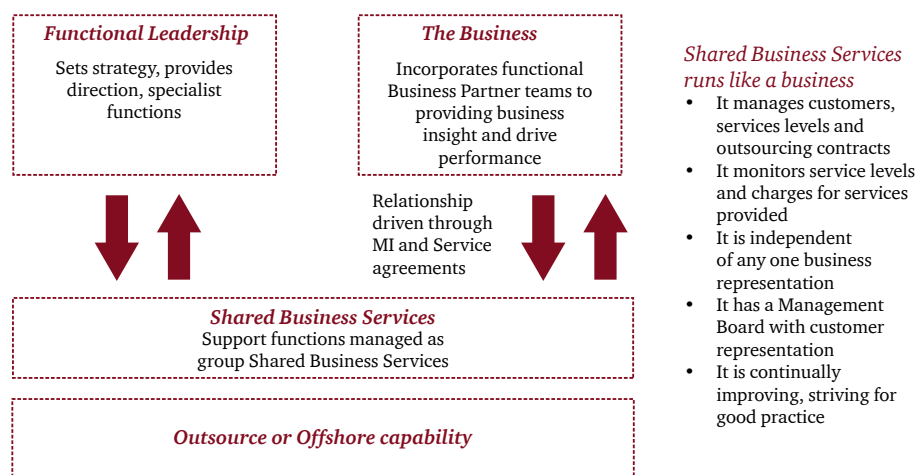 Functional Leadership
Sets strategy, provides
direction, specialist
functions
The Business
Incorporates functional
Business Partner teams to
providing business
insight and drive
performance
Relationship
driven through
MI and Service
agreements
Shared Business Services
Support functions managed as
group Shared Business Services
Outsource or Offshore capability
Shared Business Services
runs like a business
• It manages customers,
services levels and
outsourcing contracts
• It monitors service levels
and charges for services
provided
• It is independent
of any one business
representation
• It has a Management
Board with customer
representation
• It is continually
improving, striving for
good practice